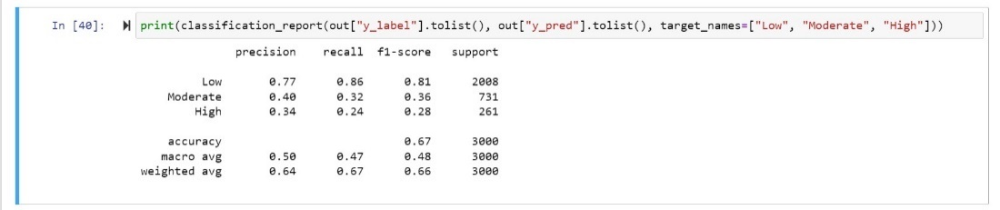 In [40]: print(classification_report(out["y_label"].tolist(), out["y_pred"].tolist(), target_names=["Low", "Moderate", "High"]))
precision recall f1-score support
Low 0.77 0.86 0.81 2008
Moderate 0.40 0.32 0.36 731
High 0.34 0.24 0.28 261
accuracy 0.67 3000
macro avg 0.50 0.47 0.48 3000
weighted avg 0.64 0.67 0.66 3000